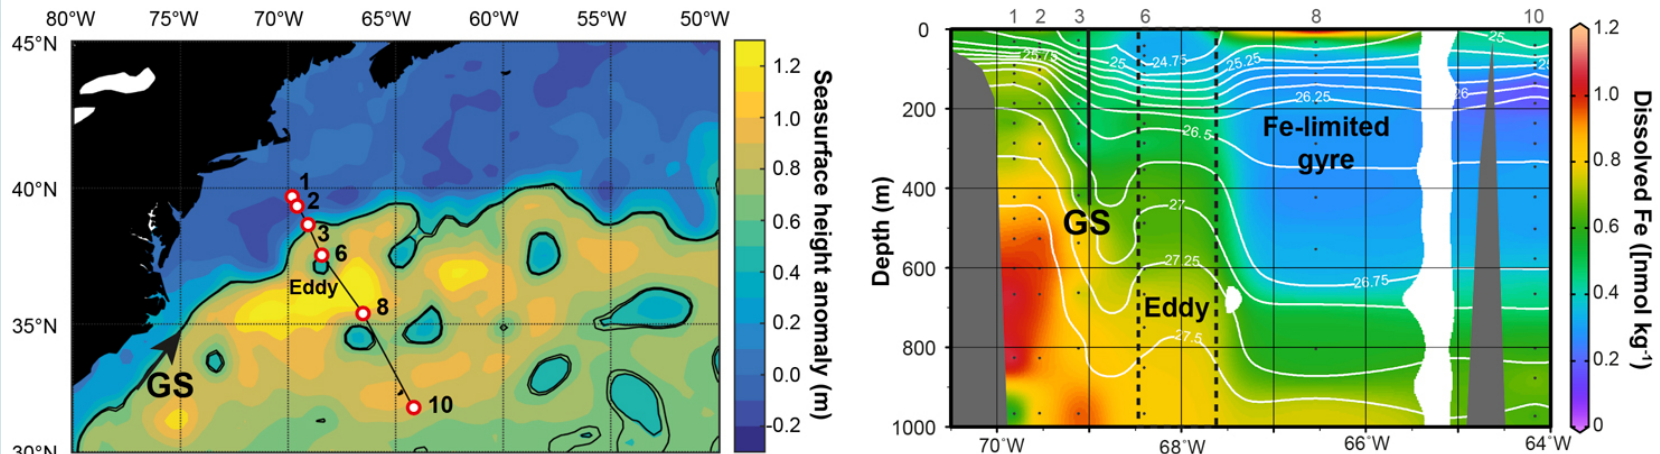 80°W 75°W 70°W 65°W 60°W 55°W 50°W
45°N
40°N
35°N
30°N
1
2
3
6
Eddy
8
10
GS
1.2
1.0
0.8
0.6
0.4
0.2
0.0
-0.2
Seasurface height anomaly (m)
1 2 3 6 8 10
0
200
400
600
800
1000
Depth (m)
25.75
25
24.75
25.25
25
25
26
26.25
26.5
27
27.25
26.75
27.5
Fe-limited
gyre
GS
Eddy
70°W 68°W 66°W 64°W
1.2
1.0
0.8
0.6
0.4
0.2
0
Dissolved Fe ([nmol kg-1)